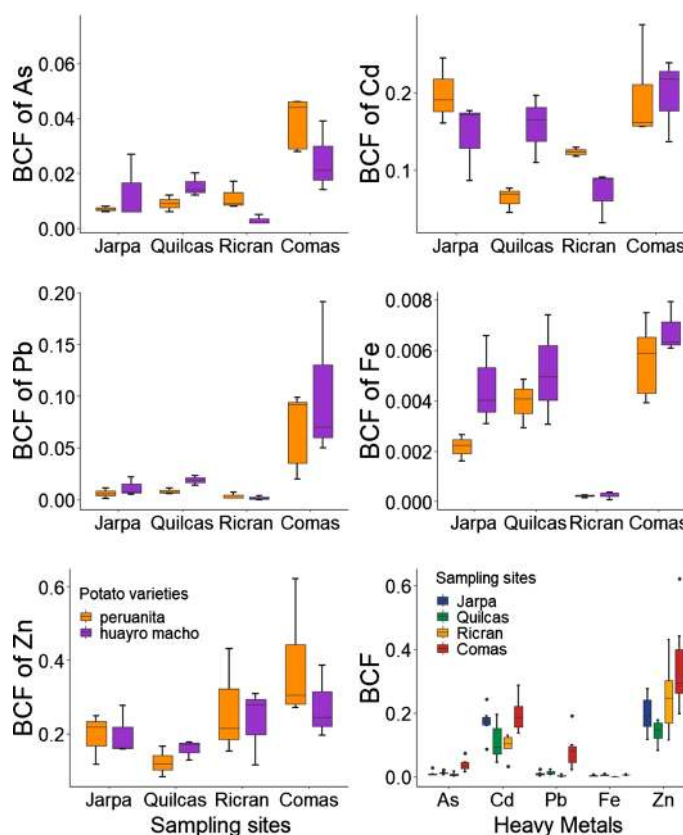 BCF of As
0.06
0.04
0.02
0.00
Jarpa Quilcas Ricran Comas
BCF of Cd
0.2
0.1
Jarpa Quilcas Ricran Comas
BCF of Pb
0.20
0.15
0.10
0.05
0.00
Jarpa Quilcas Ricran Comas
BCF of Fe
0.008
0.006
0.004
0.002
0.000
Jarpa Quilcas Ricran Comas
BCF of Zn
0.6
0.4
0.2
Potato varieties
peruanita
huayro macho
Jarpa Quilcas Ricran Comas
Sampling sites
BCF
0.6
0.4
0.2
0.0
Sampling sites
Jarpa
Quilcas
Ricran
Comas
As Cd Pb Fe Zn
Heavy Metals